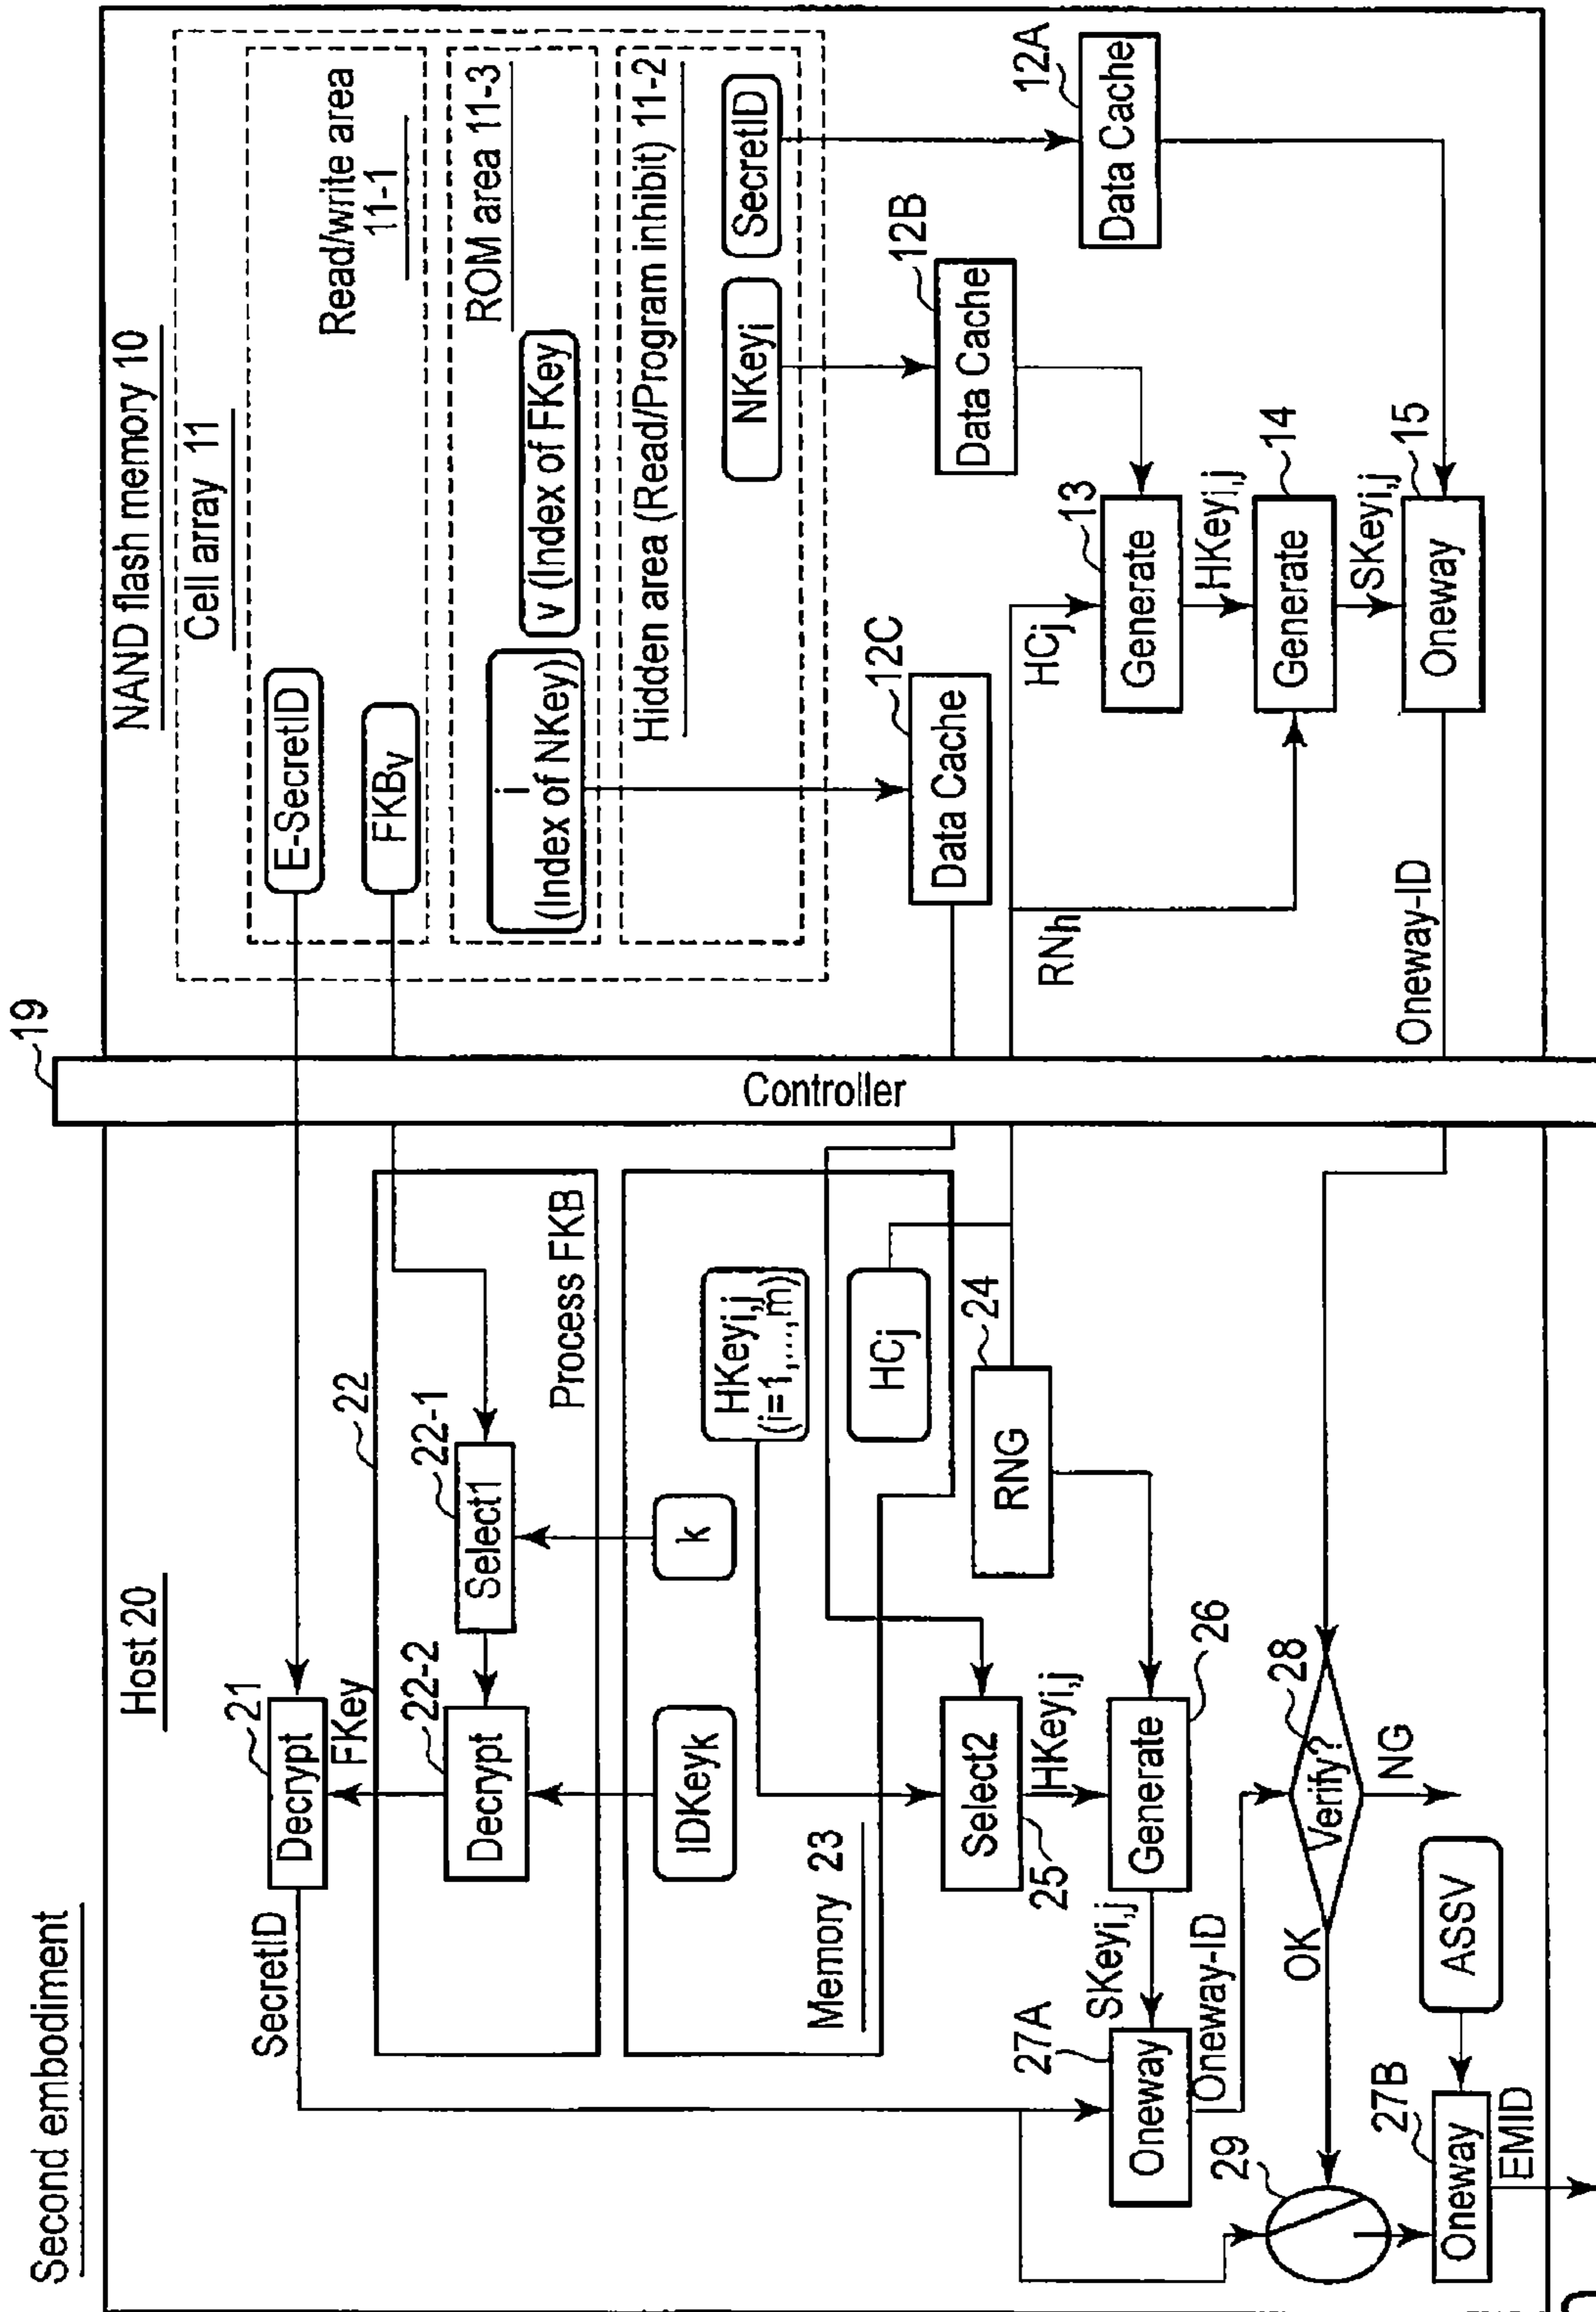 Second embodiment
Host 20
19
NAND flash memory 10
Cell array 11
E-SecretID
Read/write area
11-1
FKBv
ROM area 11-3
i
(Index of NKey)
v (Index of FKey
Hidden area (Read/Program inhibit) 11-2
NKeyi
SecretID
12C
Data Cache
12B
Data Cache
12A
Data Cache
HCj
13
Generate
HKeyi,j
RNh
14
Generate
SKeyi,j
15
Oneway
Oneway-ID
Controller
SecretID
21
Decrypt
FKey
22
22-2
Decrypt
22-1
Select1
Process FKB
IDKeyk
k
HKeyi,j
(i=1,...,m)
HCj
Memory 23
Select2
25
HKeyi,j
RNG
24
Generate
26
SKeyi,j
27A
Oneway
Oneway-ID
28
Verify?
OK
NG
29
ASSV
27B
Oneway
EMID